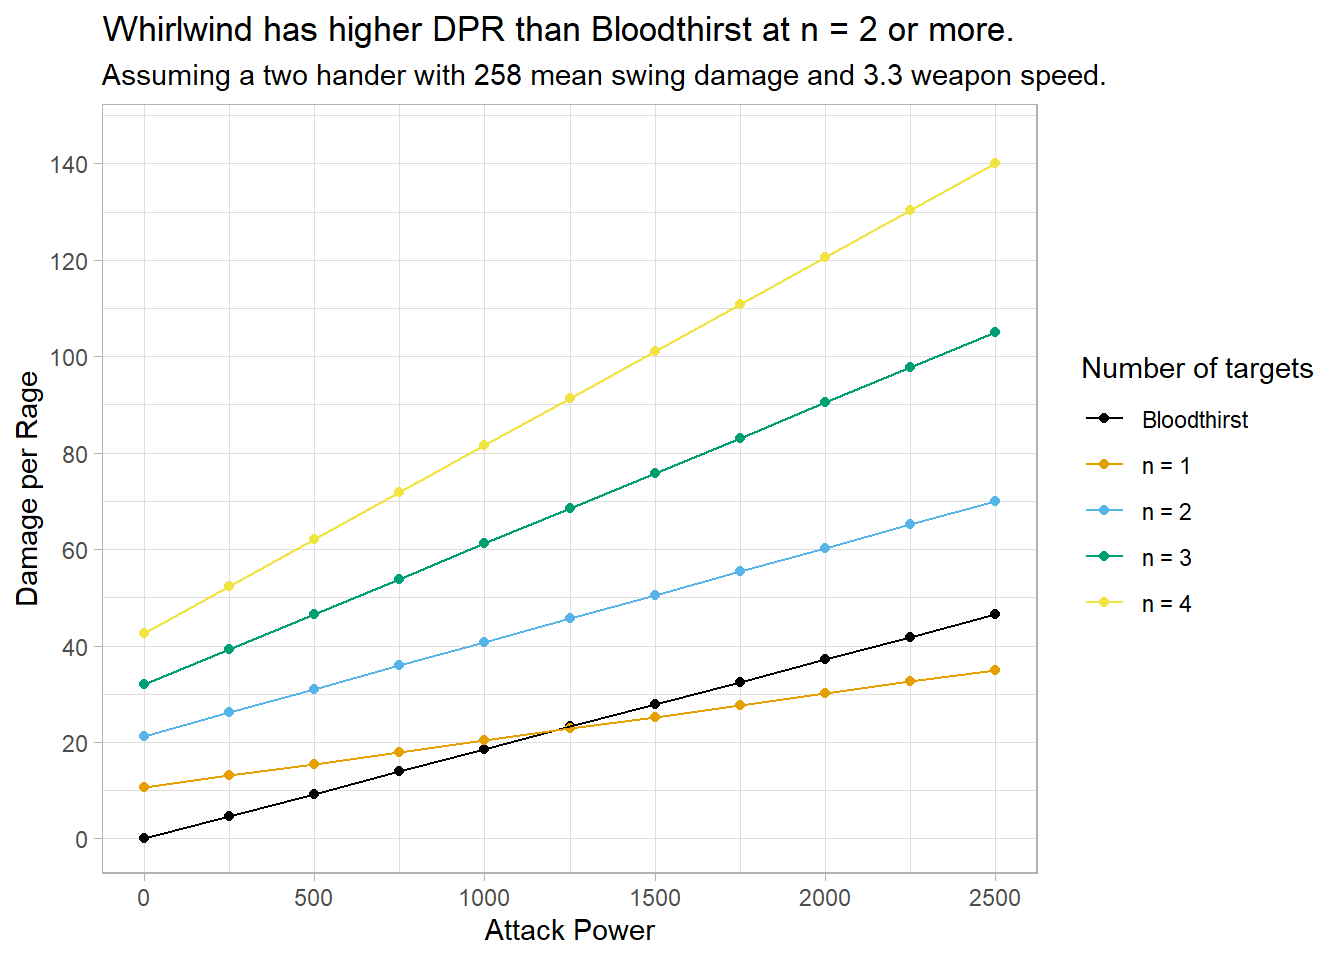 Whirlwind has higher DPR than Bloodthirst at n = 2 or more.
Assuming a two hander with 258 mean swing damage and 3.3 weapon speed.
Damage per Rage
140
120
100
80
60
40
20
0
0 500 1000 1500 2000 2500
Attack Power
Number of targets
Bloodthirst
n = 1
n = 2
n = 3
n = 4